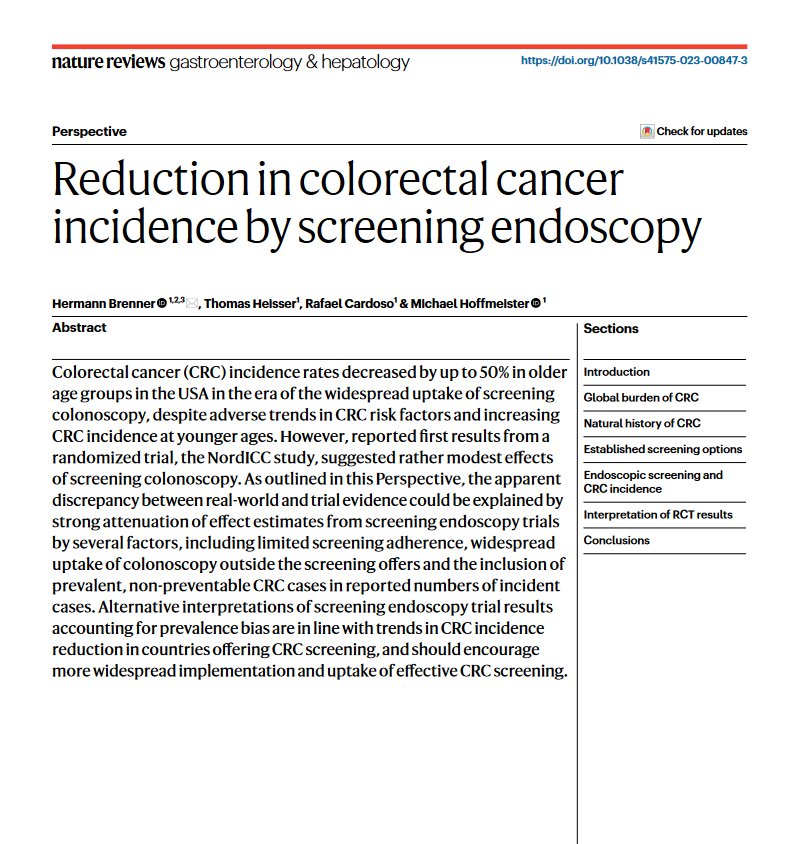 nature reviews gastroenterology & hepatology
https://doi.org/10.1038/s41575-023-00847-3
Perspective
Check for updates
Reduction in colorectal cancer
incidence by screening endoscopy
Hermann Brenner iD 1,2,3 ✉, Thomas Heisser1, Rafael Cardoso1 & Michael Hoffmeister iD 1
Abstract
Colorectal cancer (CRC) incidence rates decreased by up to 50% in older
age groups in the USA in the era of the widespread uptake of screening
colonoscopy, despite adverse trends in CRC risk factors and increasing
CRC incidence at younger ages. However, reported first results from a
randomized trial, the NordICC study, suggested rather modest effects
of screening colonoscopy. As outlined in this Perspective, the apparent
discrepancy between real-world and trial evidence could be explained by
strong attenuation of effect estimates from screening endoscopy trials
by several factors, including limited screening adherence, widespread
uptake of colonoscopy outside the screening offers and the inclusion of
prevalent, non-preventable CRC cases in reported numbers of incident
cases. Alternative interpretations of screening endoscopy trial results
accounting for prevalence bias are in line with trends in CRC incidence
reduction in countries offering CRC screening, and should encourage
more widespread implementation and uptake of effective CRC screening.
Sections
Introduction
Global burden of CRC
Natural history of CRC
Established screening options
Endoscopic screening and
CRC incidence
Interpretation of RCT results
Conclusions